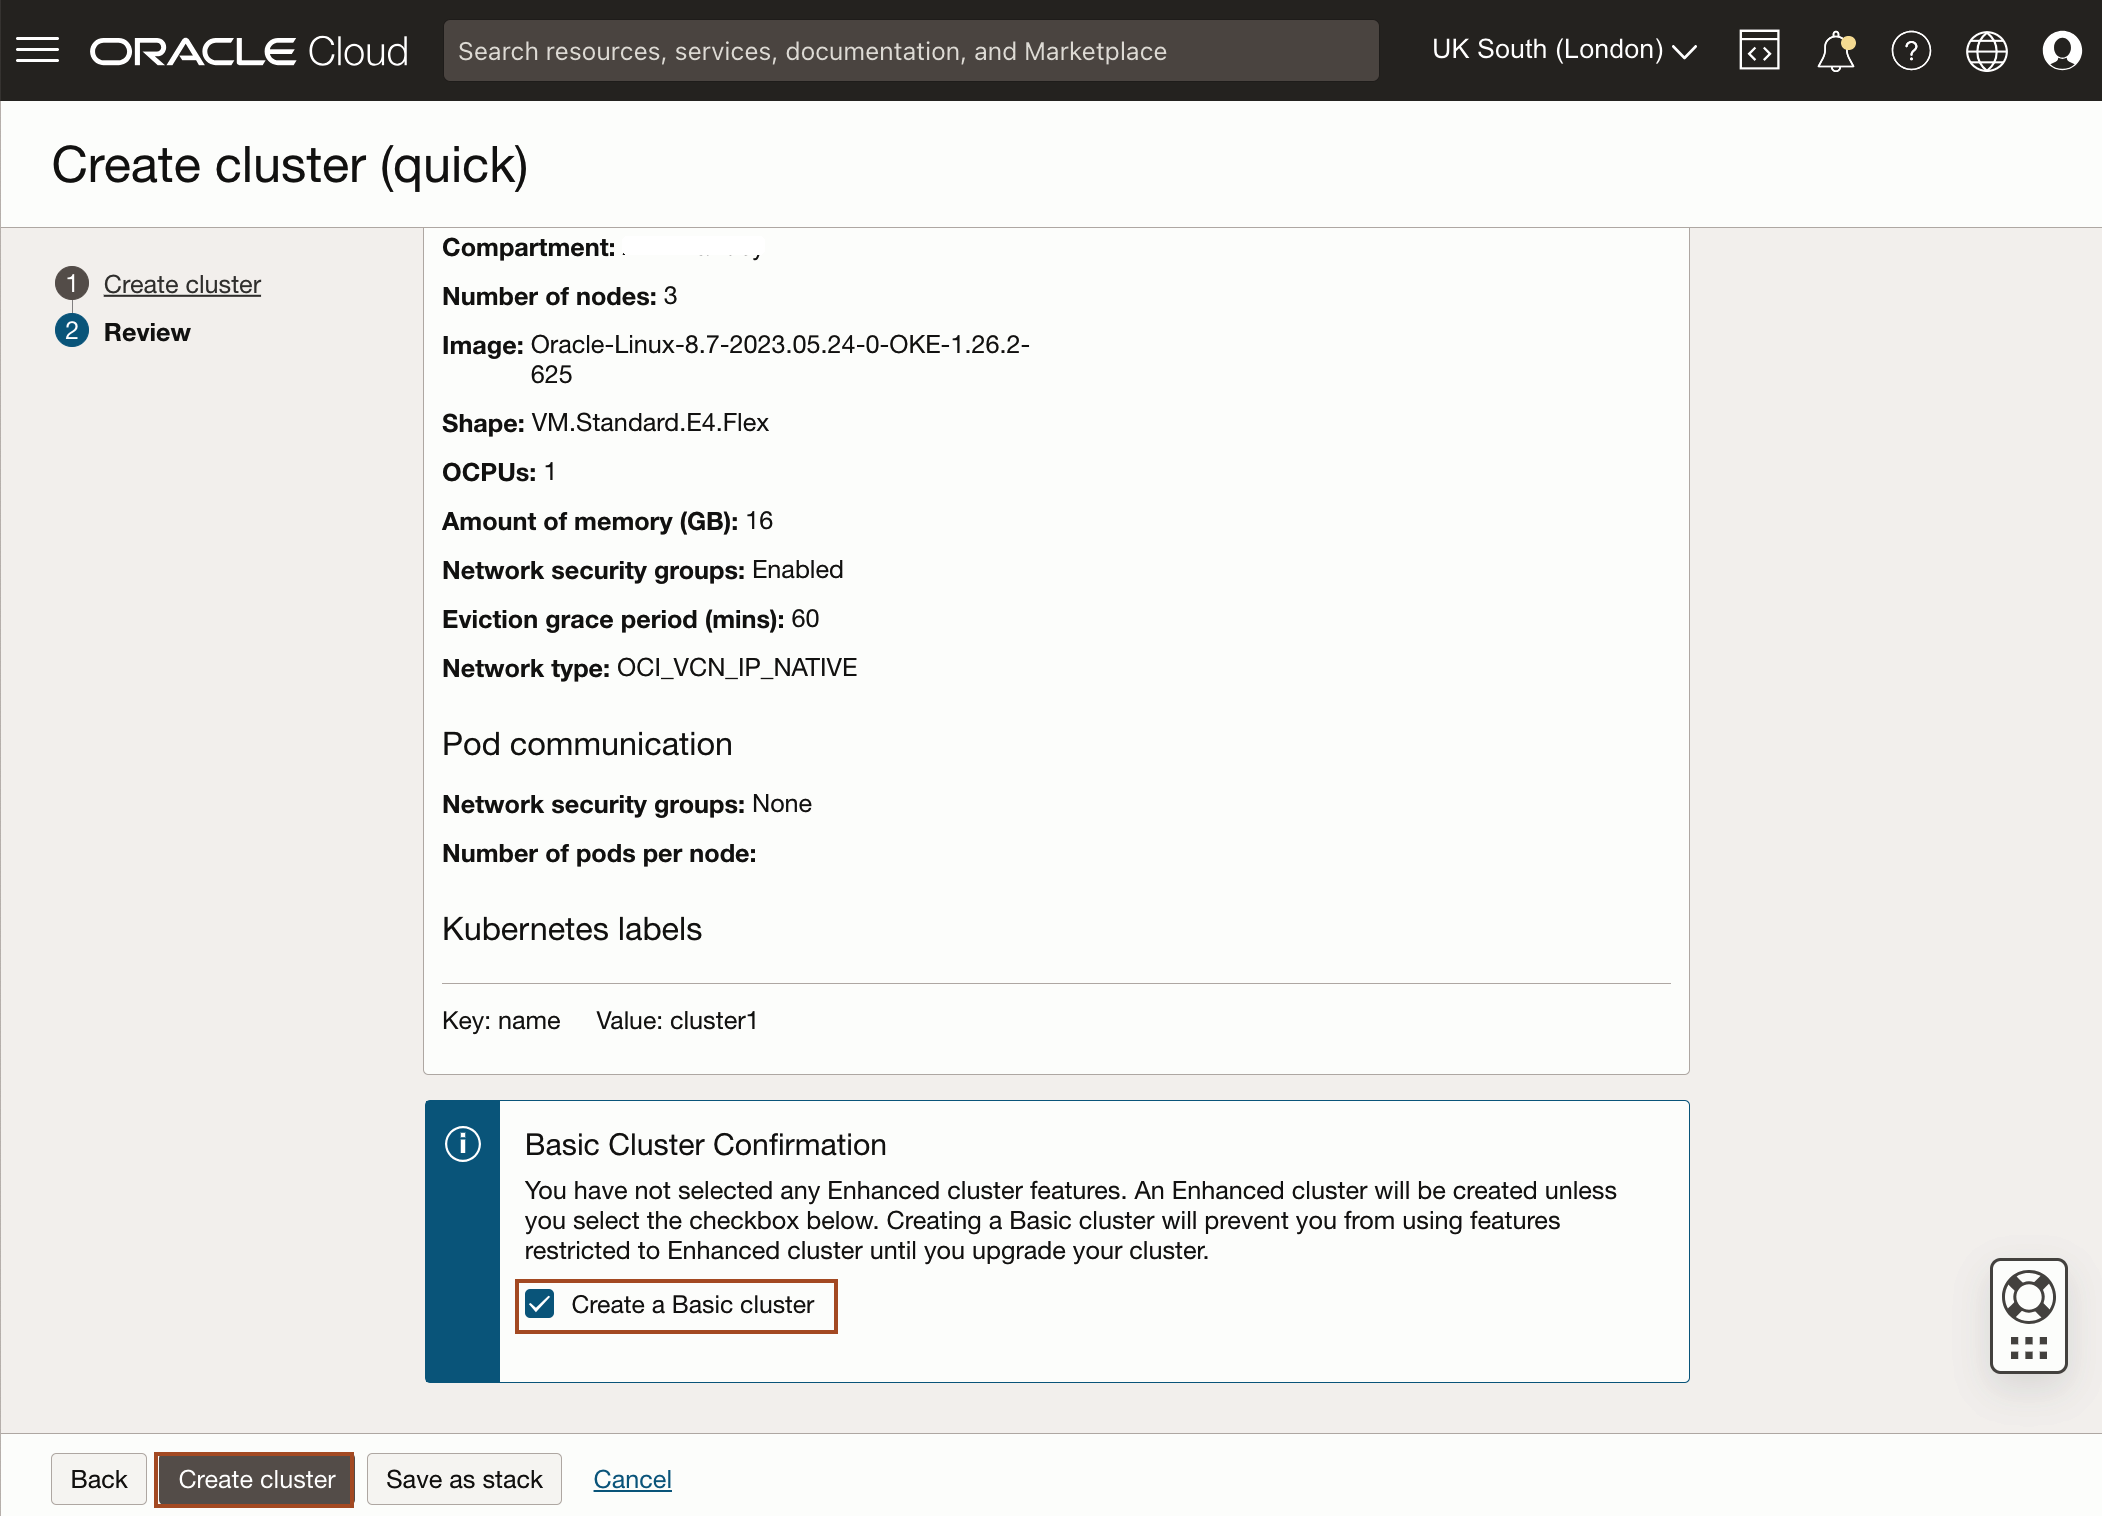 ORACLE Cloud
Search resources, services, documentation, and Marketplace
UK South (London)
Create cluster (quick)
1 Create cluster
2 Review
Compartment:
Number of nodes: 3
Image: Oracle-Linux-8.7-2023.05.24-0-OKE-1.26.2-
625
Shape: VM.Standard.E4.Flex
OCPUs: 1
Amount of memory (GB): 16
Network security groups: Enabled
Eviction grace period (mins): 60
Network type: OCI_VCN_IP_NATIVE
Pod communication
Network security groups: None
Number of pods per node:
Kubernetes labels
Key: name Value: cluster1
Basic Cluster Confirmation
You have not selected any Enhanced cluster features. An Enhanced cluster will be created unless
you select the checkbox below. Creating a Basic cluster will prevent you from using features
restricted to Enhanced cluster until you upgrade your cluster.
Create a Basic cluster
Back
Create cluster
Save as stack
Cancel